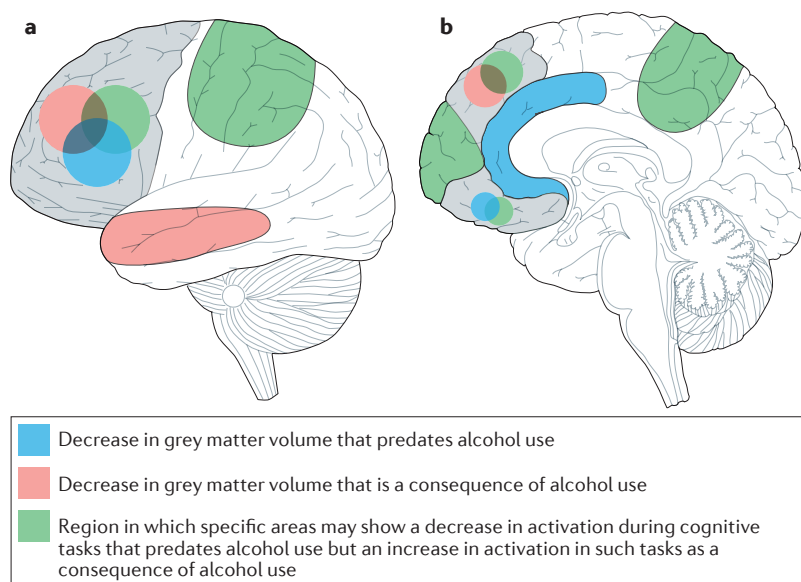 a
b
Decrease in grey matter volume that predates alcohol use
Decrease in grey matter volume that is a consequence of alcohol use
Region in which specific areas may show a decrease in activation during cognitive
tasks that predates alcohol use but an increase in activation in such tasks as a
consequence of alcohol use